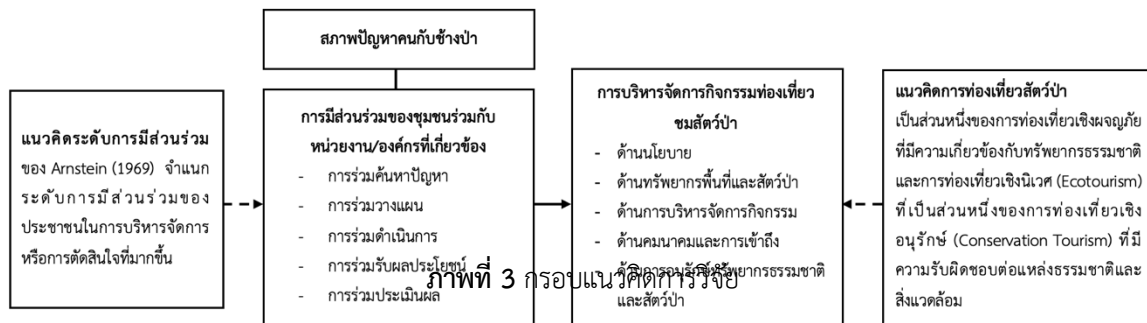 สภาพปัญหาคนกับช้างป่า
แนวคิดระดับการมีส่วนร่วม
ของ Arnstein (1969) จำแนก
ระดับการมีส่วนร่วมของ
ประชาชนในการบริหารจัดการ
หรือการตัดสินใจที่มากขึ้น
การมีส่วนร่วมของชุมชนร่วมกับ
หน่วยงาน/องค์กรที่เกี่ยวข้อง
- การร่วมค้นหาปัญหา
- การร่วมวางแผน
- การร่วมดำเนินการ
- การร่วมรับผลประโยชน์
- การร่วมประเมินผล
การบริหารจัดการกิจกรรมท่องเที่ยว
ชมสัตว์ป่า
- ด้านนโยบาย
- ด้านทรัพยากรพื้นที่และสัตว์ป่า
- ด้านการบริหารจัดการกิจกรรม
- ด้านคมนาคมและการเข้าถึง
- ด้านการอนุรักษ์ทรัพยากรธรรมชาติ
และสัตว์ป่า
แนวคิดการท่องเที่ยวสัตว์ป่า
เป็นส่วนหนึ่งของการท่องเที่ยวเชิงผจญภัย
ที่มีความเกี่ยวข้องกับทรัพยากรธรรมชาติ
และการท่องเที่ยวเชิงนิเวศ (Ecotourism)
ที่เป็นส่วนหนึ่งของการท่องเที่ยวเชิง
อนุรักษ์ (Conservation Tourism) ที่มี
ความรับผิดชอบต่อแหล่งธรรมชาติและ
สิ่งแวดล้อม
ภาพที่ 3 กรอบแนวคิดการวิจัย